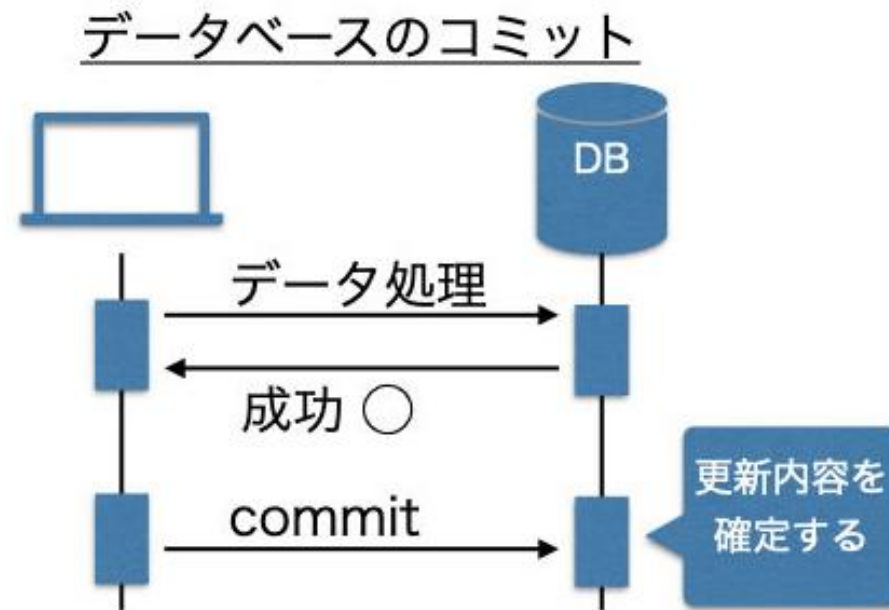 データベースのコミット
DB
データ処理
成功 ○
commit
更新内容を
確定する